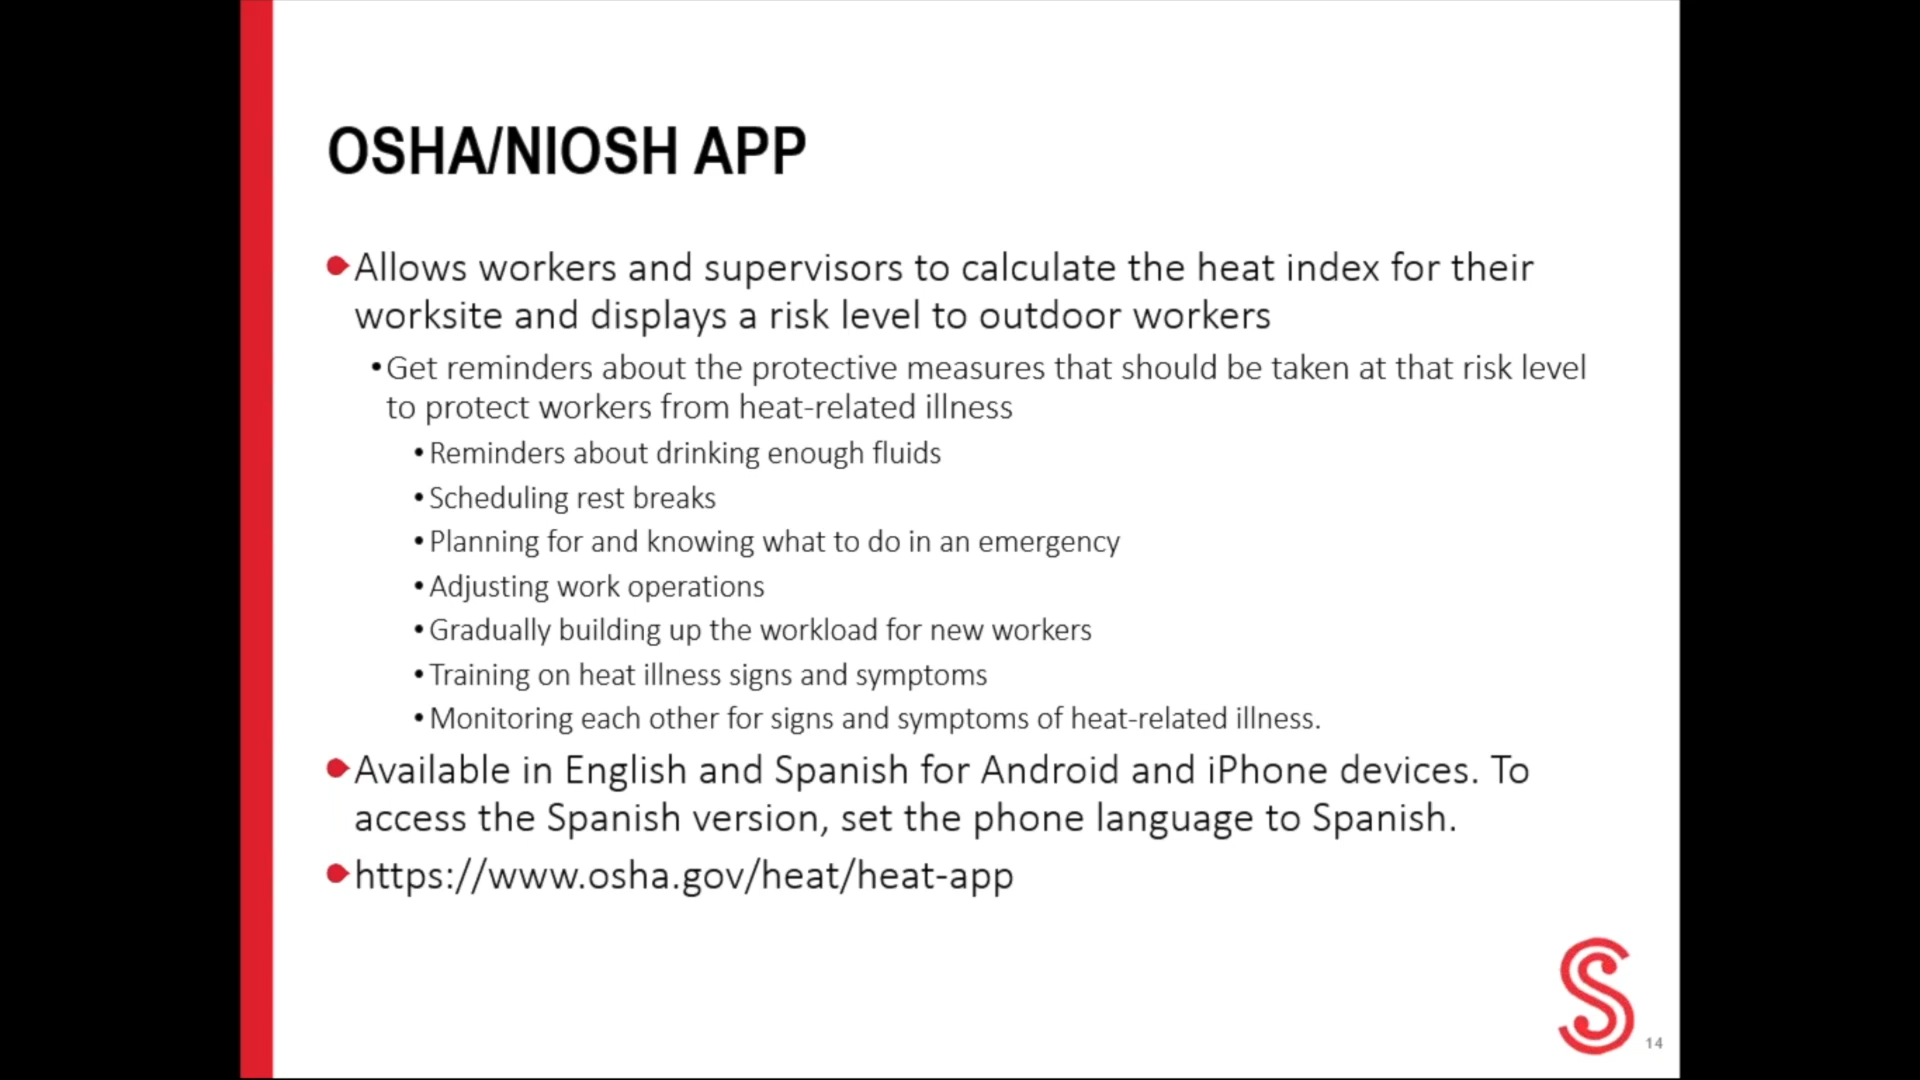 OSHA/NIOSH APP
Allows workers and supervisors to calculate the heat index for their
worksite and displays a risk level to outdoor workers
•Get reminders about the protective measures that should be taken at that risk level
to protect workers from heat-related illness
•Reminders about drinking enough fluids
•Scheduling rest breaks
•Planning for and knowing what to do in an emergency
•Adjusting work operations
•Gradually building up the workload for new workers
•Training on heat illness signs and symptoms
•Monitoring each other for signs and symptoms of heat-related illness.
Available in English and Spanish for Android and iPhone devices. To
access the Spanish version, set the phone language to Spanish.
https://www.osha.gov/heat/heat-app
S
14